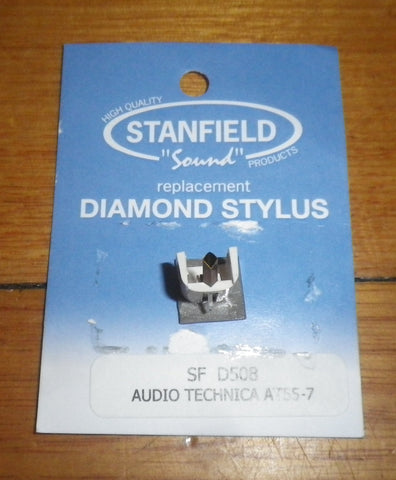 HIGH QUALITY
STANFIELD
"Sound"
PRODUCTS
replacement
DIAMOND STYLUS
SF D508
AUDIO TECHNICA AT55-7